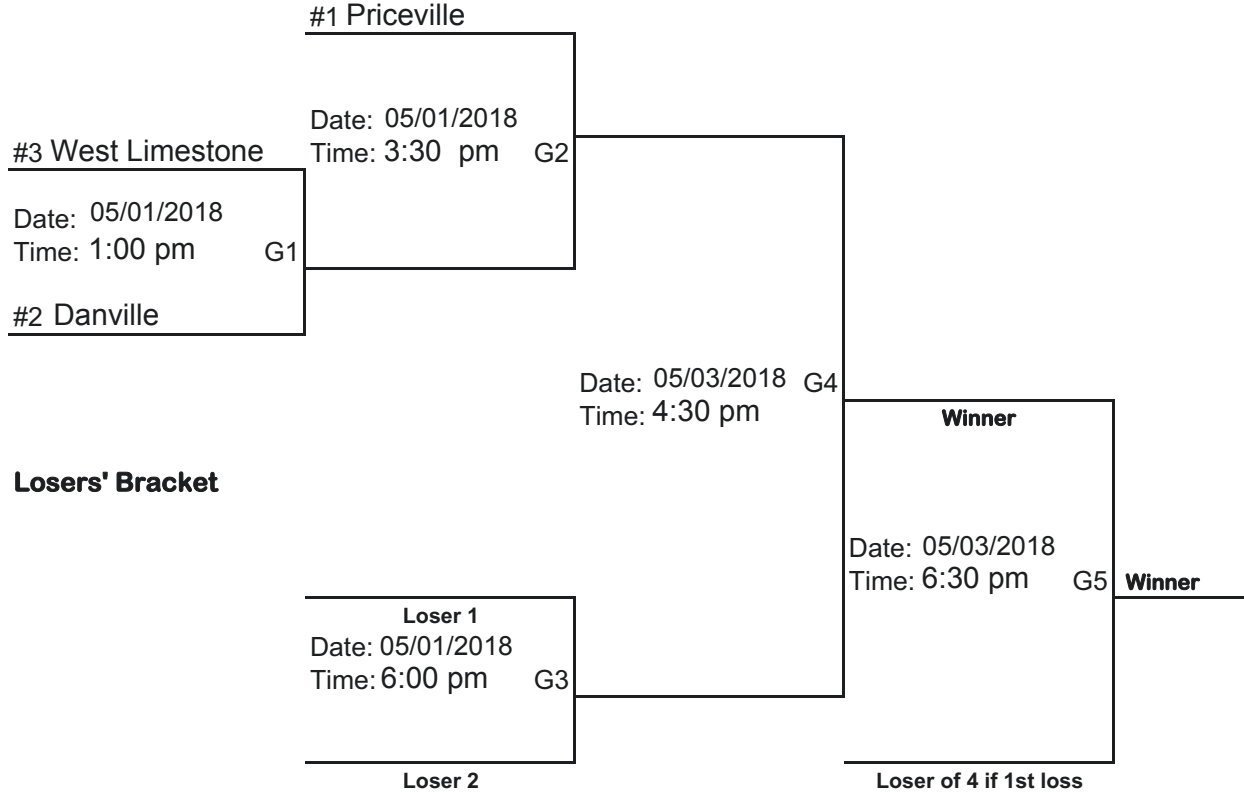 #1 Priceville
Date: 05/01/2018
Time: 3:30 pm G2
#3 West Limestone
Date: 05/01/2018
Time: 1:00 pm G1
#2 Danville
Date: 05/03/2018 G4
Time: 4:30 pm
Winner
Losers' Bracket
Date: 05/03/2018
Time: 6:30 pm G5 Winner
Loser 1
Date: 05/01/2018
Time: 6:00 pm G3
Loser 2
Loser of 4 if 1st loss